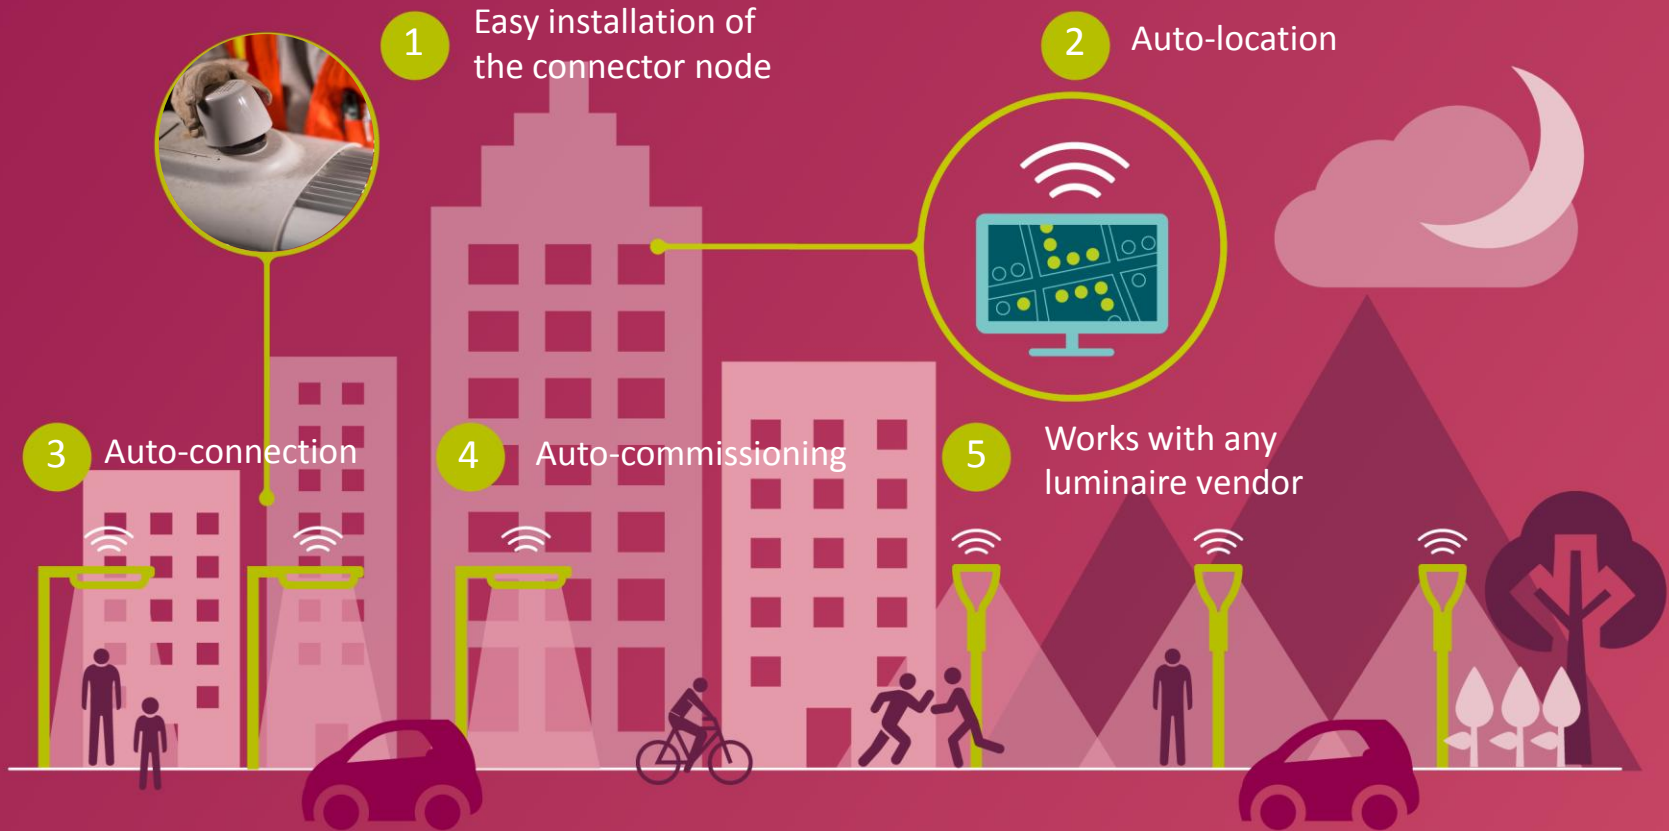 1
Easy installation of
the connector node
2
Auto-location
3
Auto-connection
4
Auto-commissioning
5
Works with any
luminaire vendor